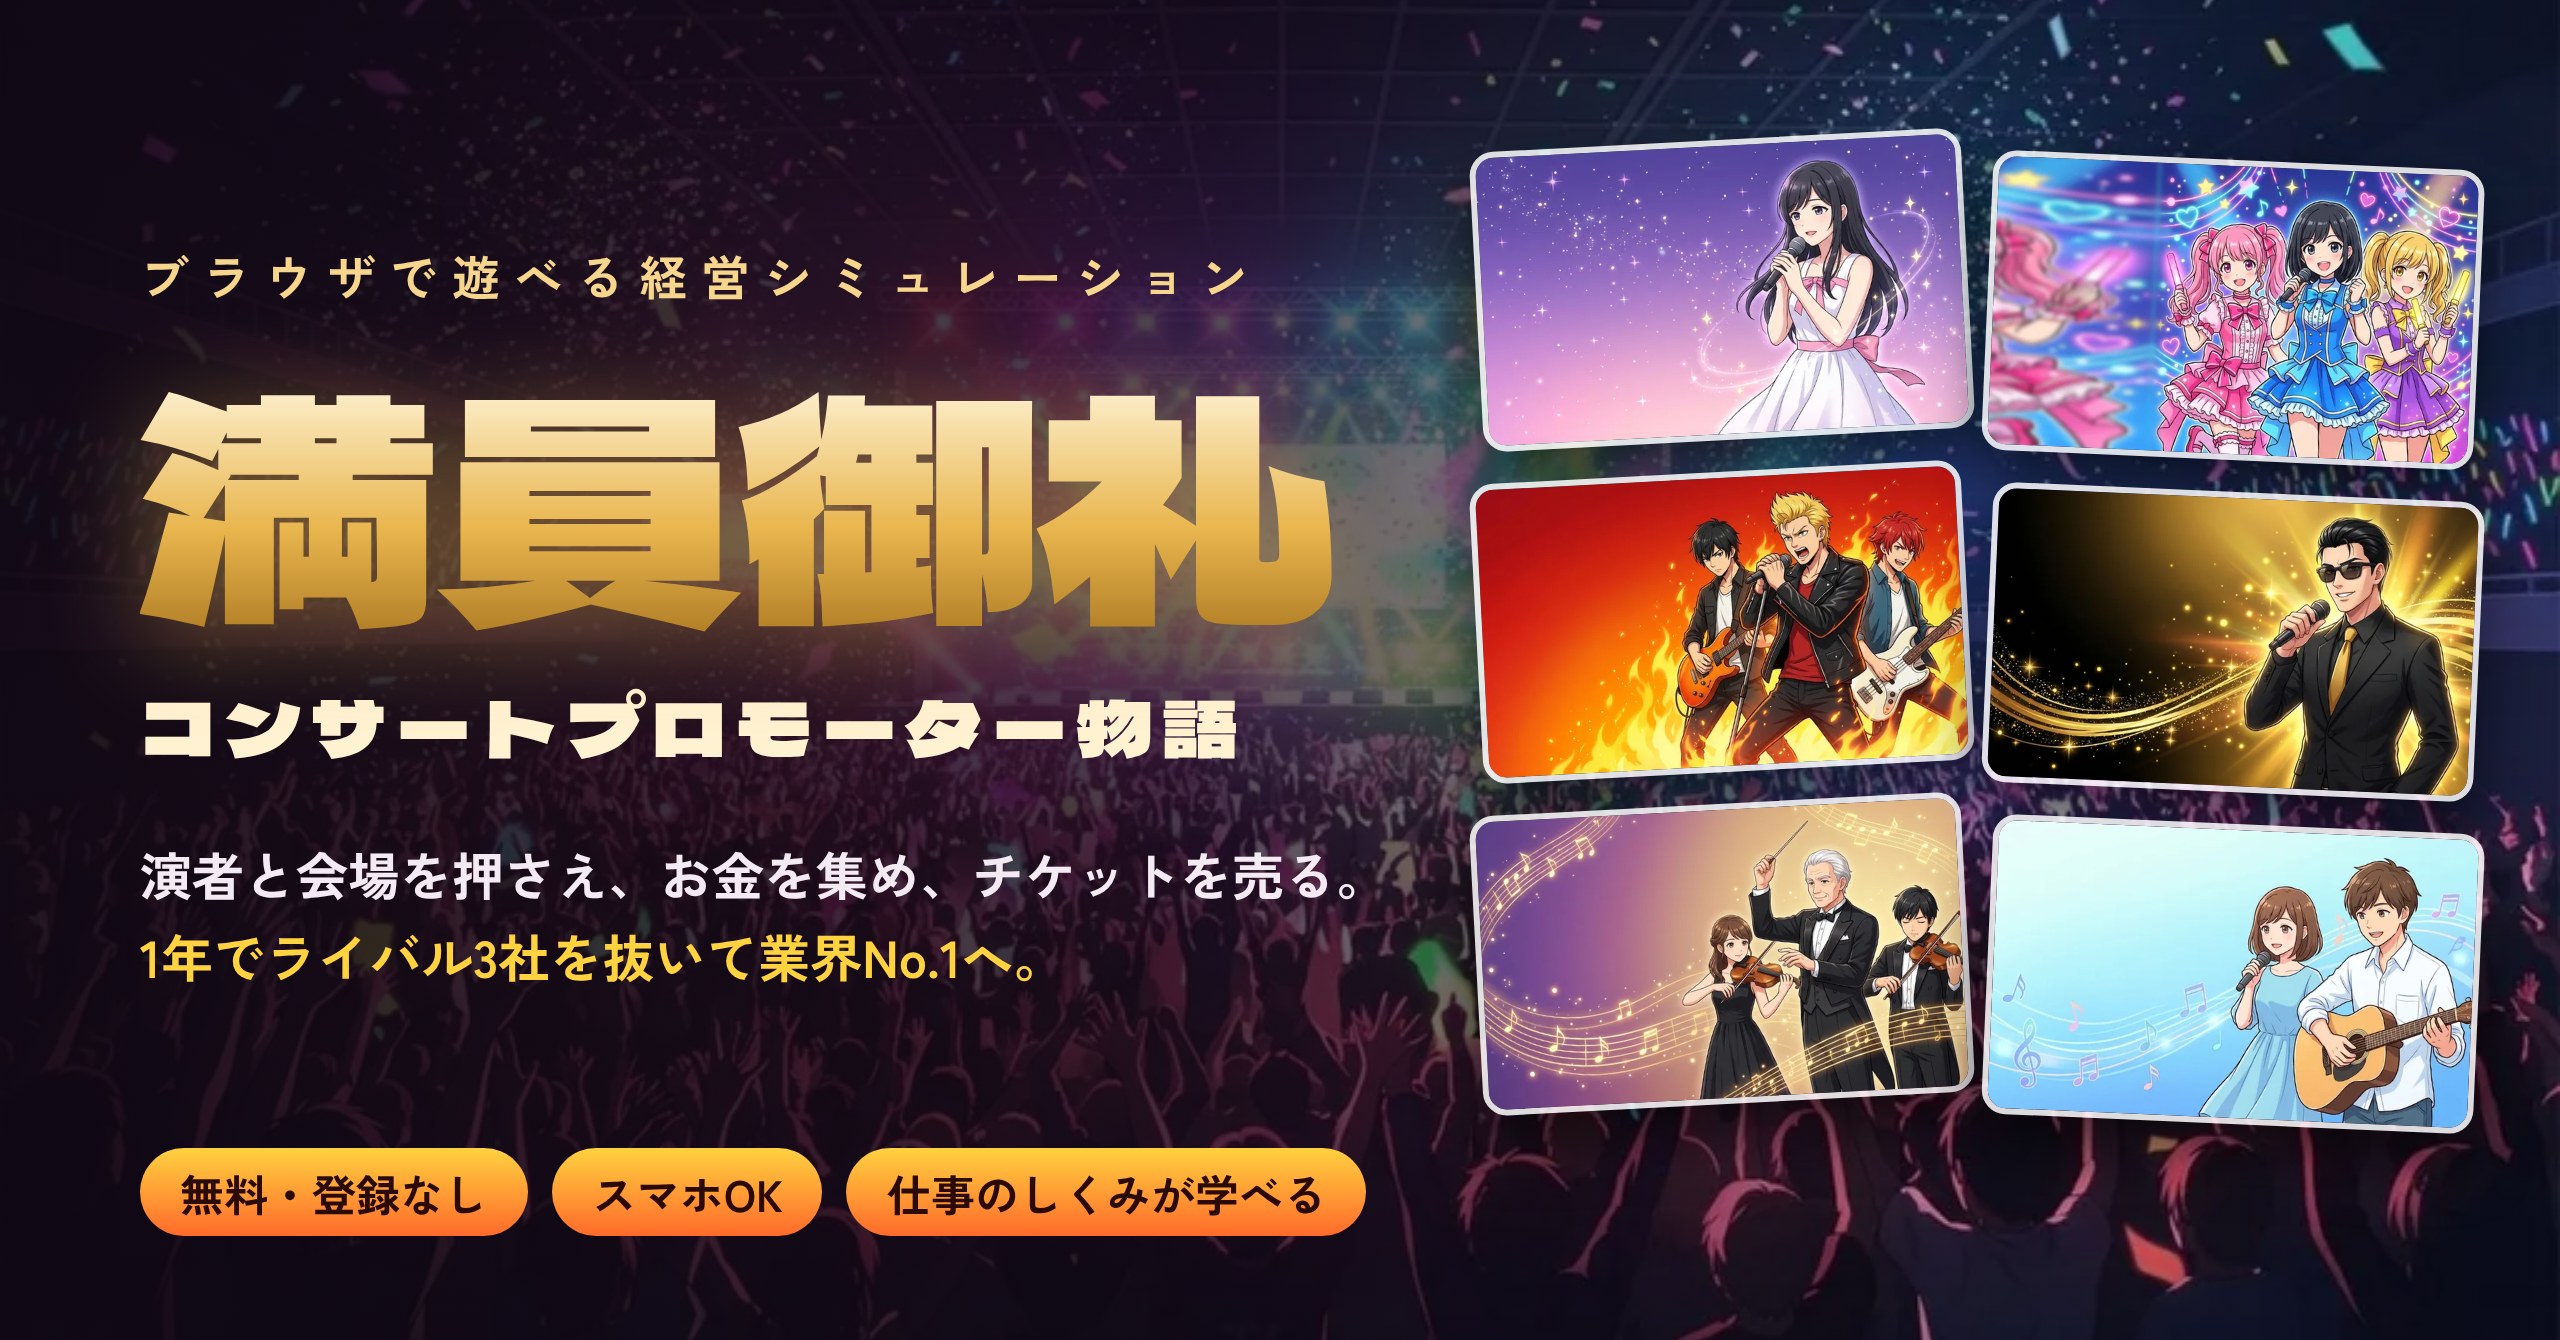 ブラウザで遊べる経営シミュレーション
満員御礼
コンサートプロモーター物語
演者と会場を押さえ、お金を集め、チケットを売る。
1年でライバル3社を抜いて業界No.1へ。
無料・登録なし
スマホOK
仕事のしくみが学べる